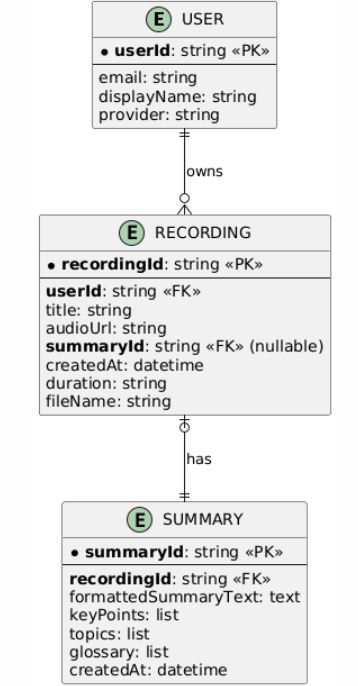 E USER
* userId: string «PK»
email: string
displayName: string
provider: string
owns
E RECORDING
* recordingId: string «PK»
userId: string «FK»
title: string
audioUrl: string
summaryId: string «FK» (nullable)
createdAt: datetime
duration: string
fileName: string
has
E SUMMARY
* summaryId: string «PK»
recordingId: string «FK»
formattedSummaryText: text
keyPoints: list
topics: list
glossary: list
createdAt: datetime